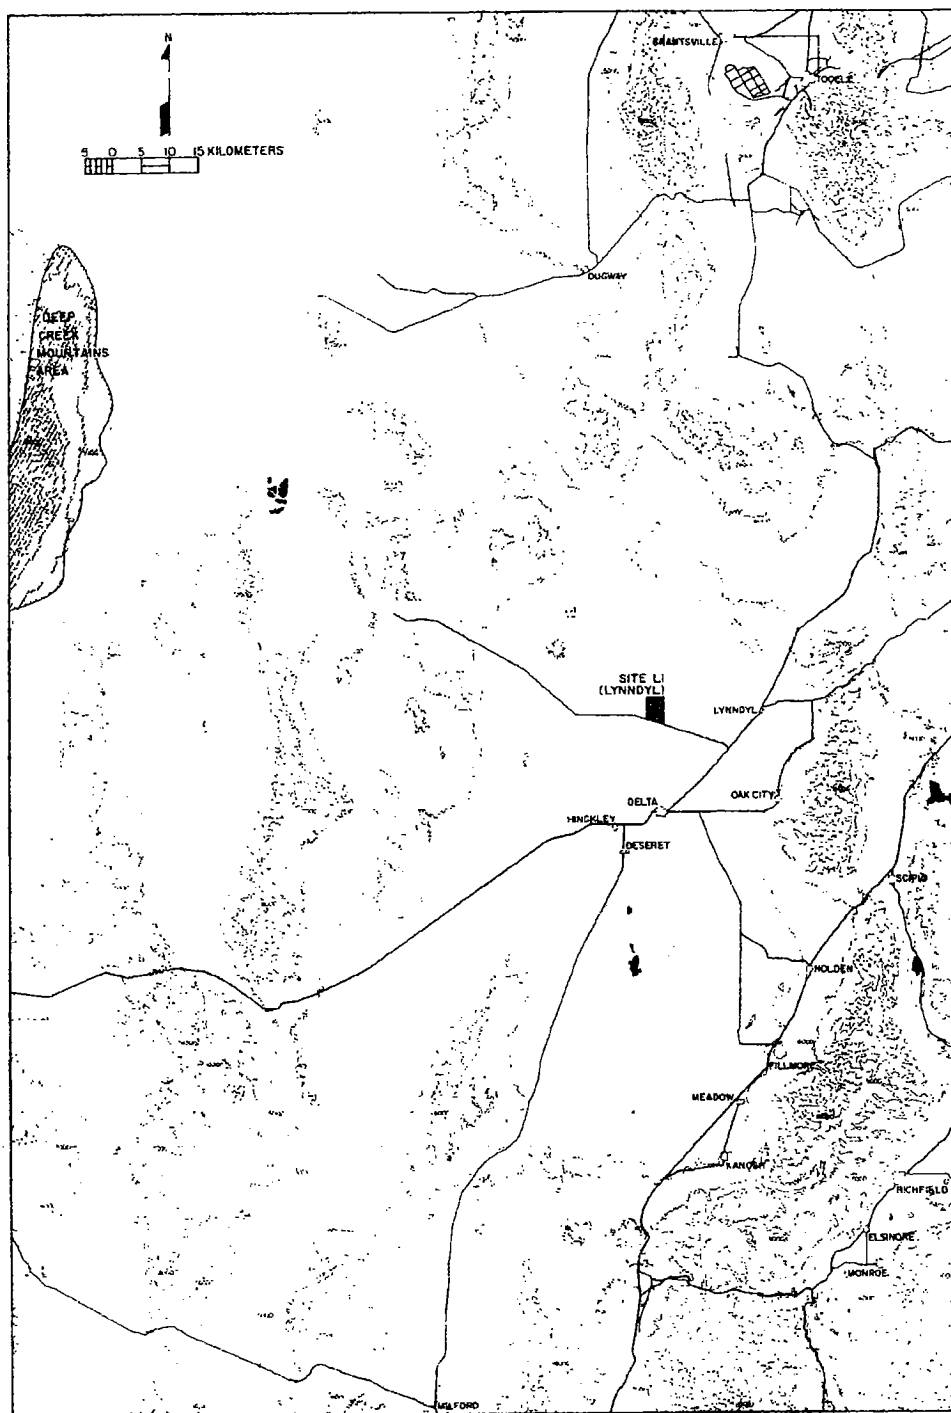 N
5 0 5 10 15 KILOMETERS
GRANTSVILLE
TOOELE
DUGWAY
DEEP
CREEK
MOUNTAINS
AREA
SITE LI
(LYNNDYL)
LYNNDYL
OAK CITY
DELTA
HINCKLEY
DESERET
SCIPIO
HOLDEN
FILLMORE
MEADOW
KANOSH
RICHFIELD
ELSINORE
MONROE
MILFORD